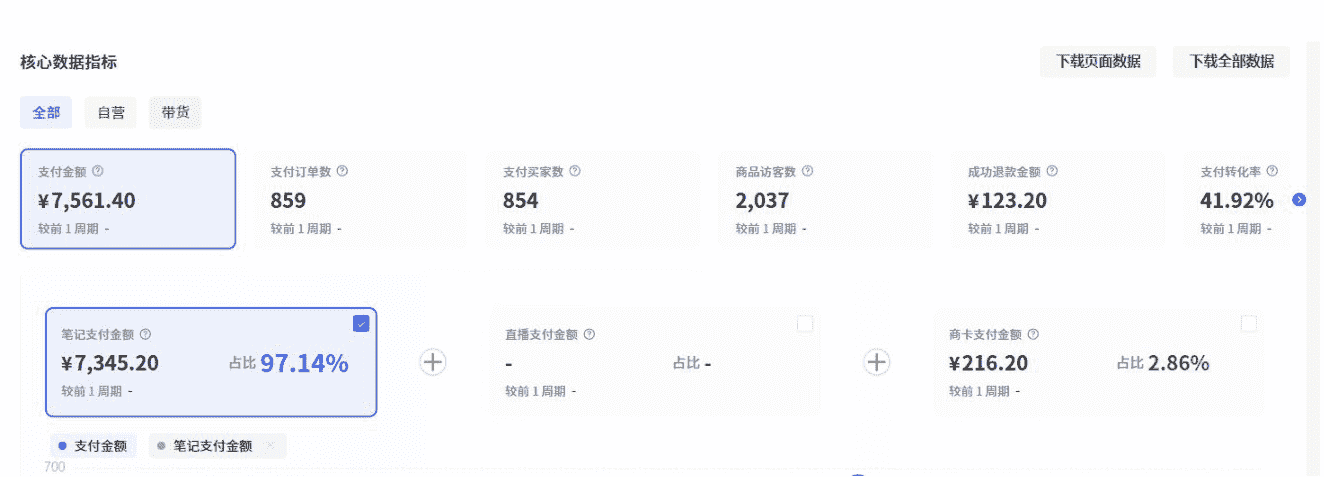 核心数据指标 下载页面数据 下载全部数据
全部 自营 带货
支付金额 支付订单数 支付买家数 商品访客数 成功退款金额 支付转化率
¥7,561.40 859 854 2,037 ¥123.20 41.92%
较前1周期 - 较前1周期 - 较前1周期 - 较前1周期 - 较前1周期 - 较前1周期 -
笔记支付金额 直播支付金额 商卡支付金额
¥7,345.20 占比 97.14% - 占比 - ¥216.20 占比 2.86%
较前1周期 - 较前1周期 - 较前1周期 -
支付金额 笔记支付金额 ×
700